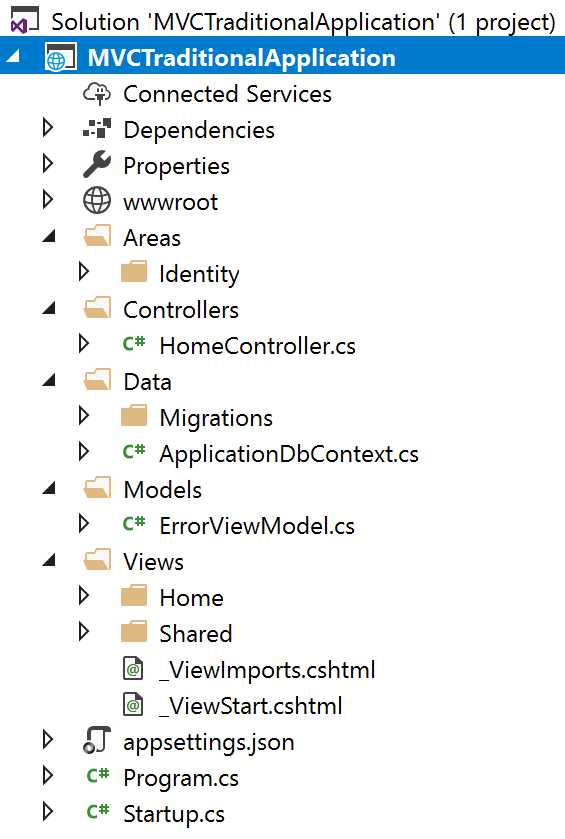 Solution 'MVCTraditionalApplication' (1 project)
MVCTraditionalApplication
Connected Services
Dependencies
Properties
wwwroot
Areas
Identity
Controllers
C# HomeController.cs
Data
Migrations
C# ApplicationDbContext.cs
Models
C# ErrorViewModel.cs
Views
Home
Shared
@ _ViewImports.cshtml
@ _ViewStart.cshtml
appsettings.json
C# Program.cs
C# Startup.cs